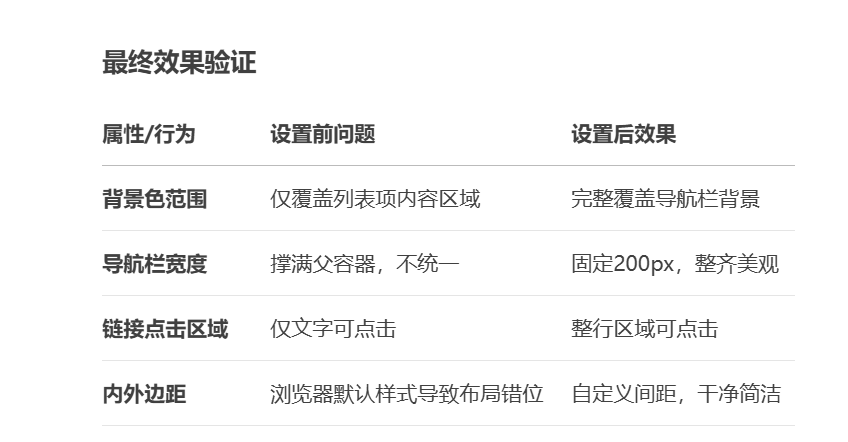 最终效果验证
属性/行为 设置前问题 设置后效果
背景色范围 仅覆盖列表项内容区域 完整覆盖导航栏背景
导航栏宽度 撑满父容器，不统一 固定200px，整齐美观
链接点击区域 仅文字可点击 整行区域可点击
内外边距 浏览器默认样式导致布局错位 自定义间距，干净简洁